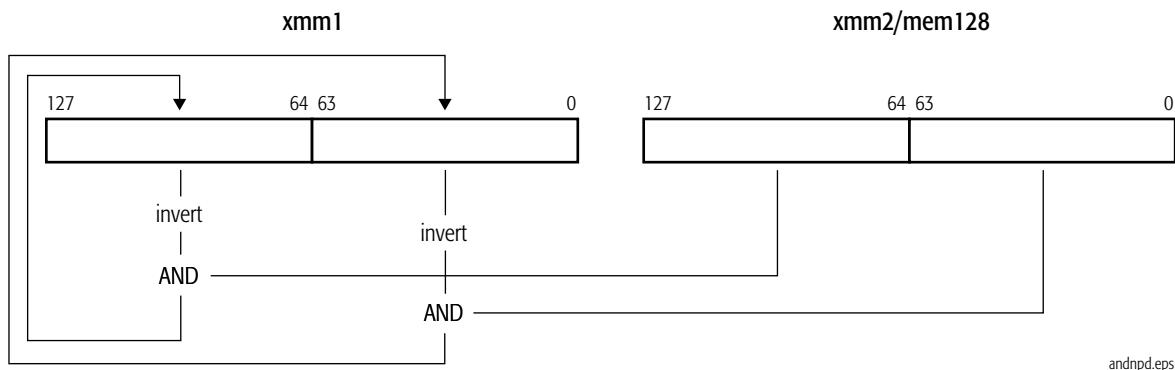 xmm1
xmm2/mem128
127 64 63 0
127 64 63 0
invert
invert
AND
AND
andnpd.eps